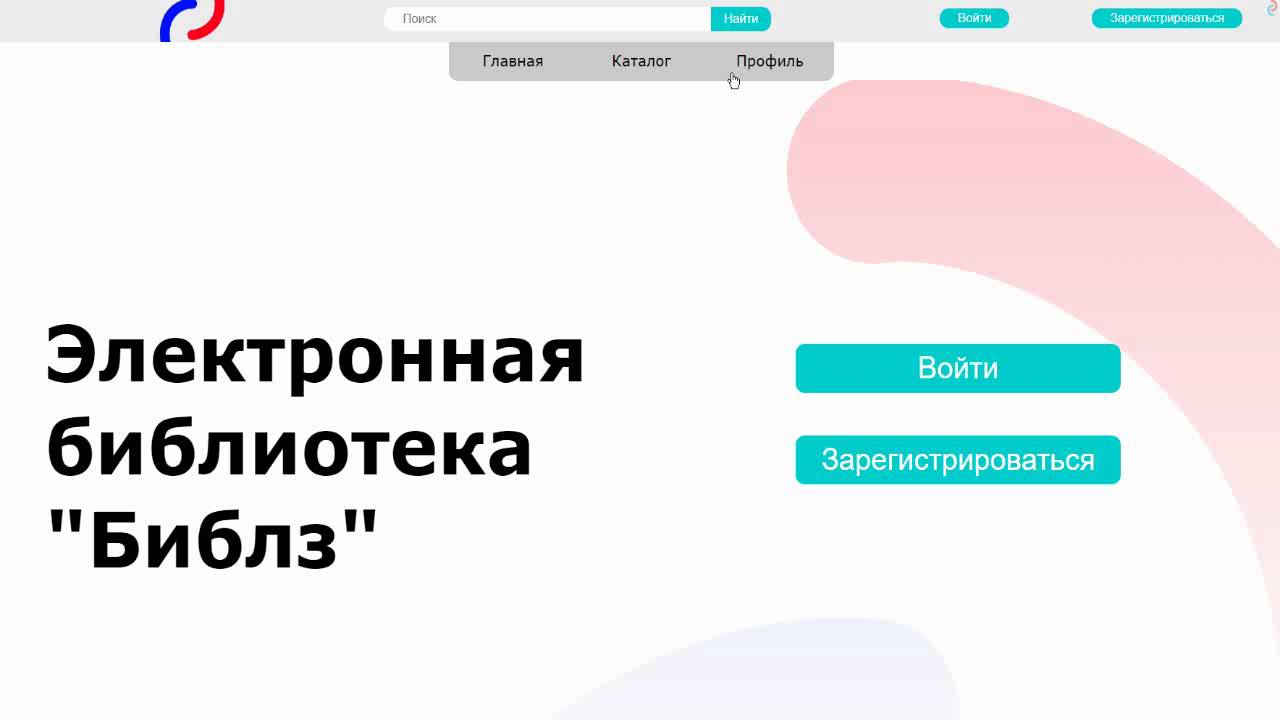 Поиск
Найти
Войти
Зарегистрироваться
Главная
Каталог
Профиль
Электронная
библиотека
"Библз"
Войти
Зарегистрироваться